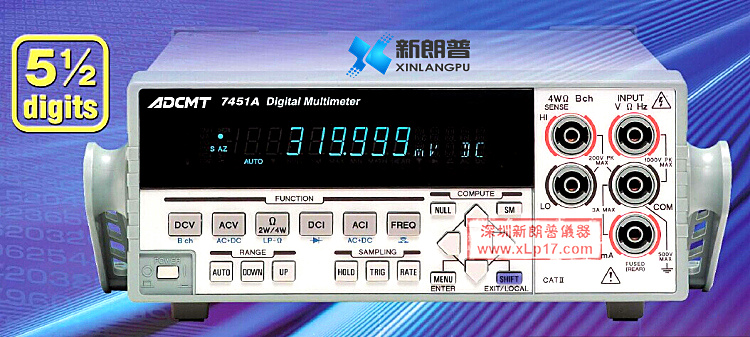 5½
digits
新朗普
XINLANGPU
ADCMT 7451A Digital Multimeter
S AZ
AUTO
319.999 mV DC
4WΩ Bch
SENSE
INPUT
V Ω Hz
HI
200V PK
MAX
1000V PK
MAX
LO
COM
3A MAX
mA
500V
MAX
FUSED
(REAR)
CAT II
FUNCTION
DCV
ACV
Ω
2W/4W
DCI
ACI
FREQ
B ch
AC+DC
LP-Ω
AC+DC
POWER
RANGE
AUTO
DOWN
UP
SAMPLING
HOLD
TRIG
RATE
COMPUTE
NULL
SM
MENU
ENTER
SHIFT
EXIT/LOCAL
深圳新朗普儀器
www.xLp17.com